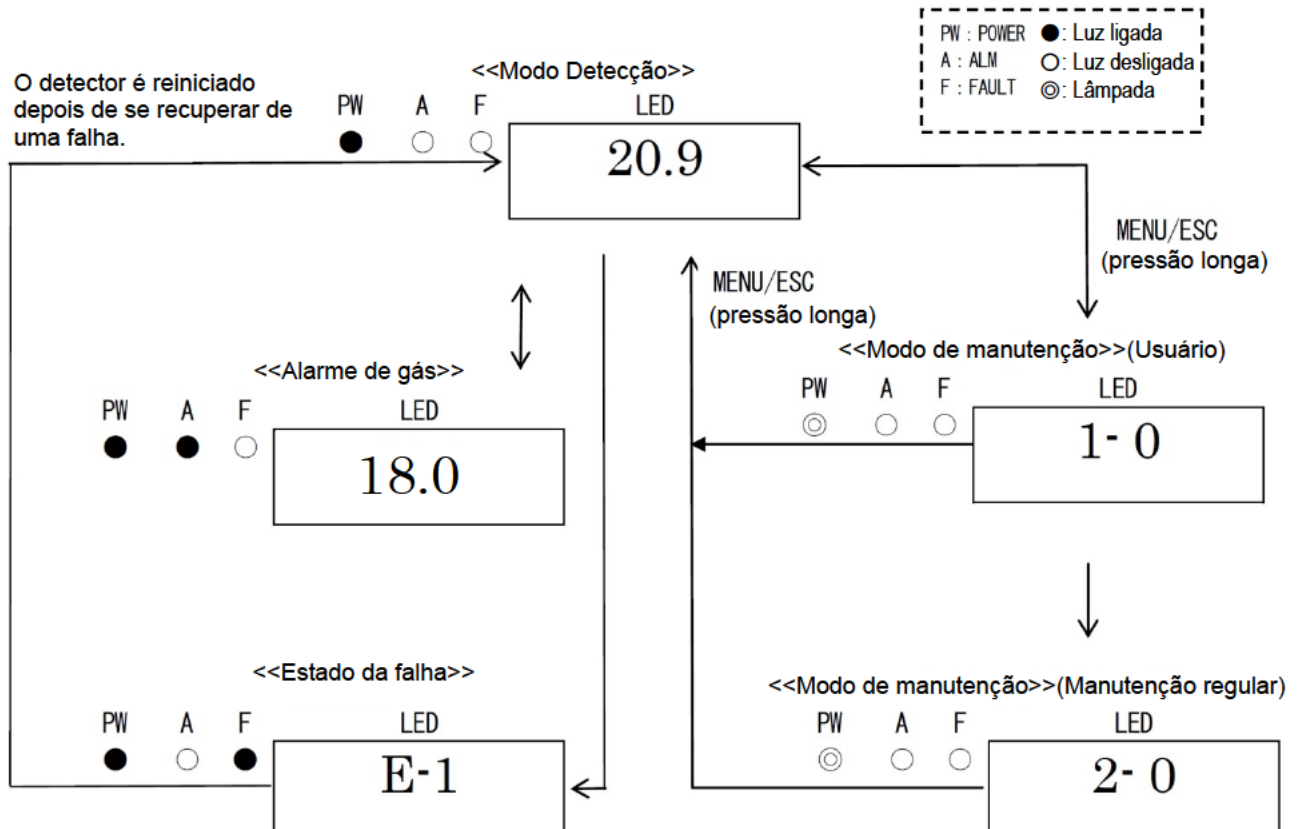 PW : POWER ●: Luz ligada
A : ALM ○: Luz desligada
F : FAULT ◎: Lâmpada
O detector é reiniciado
depois de se recuperar de
uma falha.
<<Modo Detecção>>
PW A F LED
20.9
MENU/ESC
(pressão longa)
MENU/ESC
(pressão longa)
<<Alarme de gás>>
PW A F LED
18.0
<<Modo de manutenção>>(Usuário)
PW A F LED
1- 0
<<Estado da falha>>
PW A F LED
E-1
<<Modo de manutenção>>(Manutenção regular)
PW A F LED
2- 0